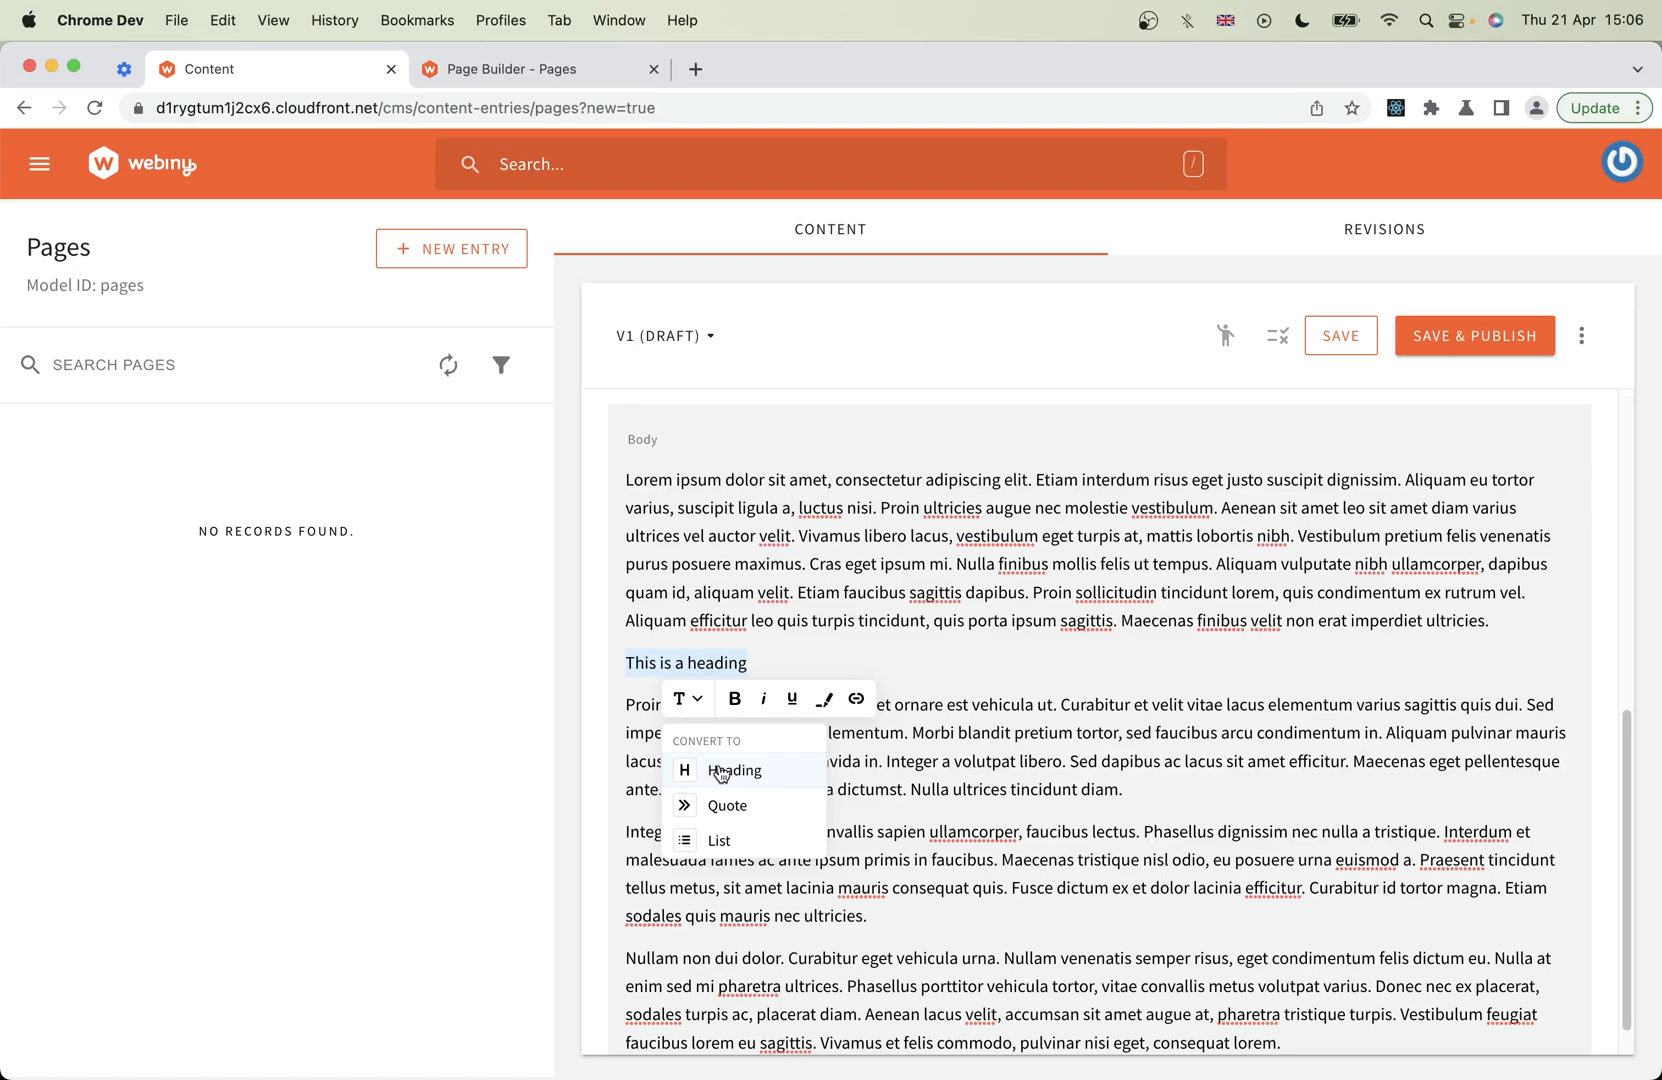 Chrome Dev File Edit View History Bookmarks Profiles Tab Window Help Thu 21 Apr 15:06
Content Page Builder - Pages
d1rygtum1j2cx6.cloudfront.net/cms/content-entries/pages?new=true Update
webiny Search... /
CONTENT REVISIONS
Pages + NEW ENTRY
Model ID: pages
V1 (DRAFT) SAVE SAVE & PUBLISH
SEARCH PAGES
NO RECORDS FOUND.
Body
Lorem ipsum dolor sit amet, consectetur adipiscing elit. Etiam interdum risus eget justo suscipit dignissim. Aliquam eu tortor
varius, suscipit ligula a, luctus nisi. Proin ultricies augue nec molestie vestibulum. Aenean sit amet leo sit amet diam varius
ultrices vel auctor velit. Vivamus libero lacus, vestibulum eget turpis at, mattis lobortis nibh. Vestibulum pretium felis venenatis
purus posuere maximus. Cras eget ipsum mi. Nulla finibus mollis felis ut tempus. Aliquam vulputate nibh ullamcorper, dapibus
quam id, aliquam velit. Etiam faucibus sagittis dapibus. Proin sollicitudin tincidunt lorem, quis condimentum ex rutrum vel.
Aliquam efficitur leo quis turpis tincidunt, quis porta ipsum sagittis. Maecenas finibus velit non erat imperdiet ultricies.
This is a heading
T B i U
Proin et ornare est vehicula ut. Curabitur et velit vitae lacus elementum varius sagittis quis dui. Sed
impe lementum. Morbi blandit pretium tortor, sed faucibus arcu condimentum in. Aliquam pulvinar mauris
CONVERT TO
lacus vida in. Integer a volutpat libero. Sed dapibus ac lacus sit amet efficitur. Maecenas eget pellentesque
H Heading
ante. a dictumst. Nulla ultrices tincidunt diam.
Quote
Integ nvallis sapien ullamcorper, faucibus lectus. Phasellus dignissim nec nulla a tristique. Interdum et
List
malesuada fames ac ante ipsum primis in faucibus. Maecenas tristique nisl odio, eu posuere urna euismod a. Praesent tincidunt
tellus metus, sit amet lacinia mauris consequat quis. Fusce dictum ex et dolor lacinia efficitur. Curabitur id tortor magna. Etiam
sodales quis mauris nec ultricies.
Nullam non dui dolor. Curabitur eget vehicula urna. Nullam venenatis semper risus, eget condimentum felis dictum eu. Nulla at
enim sed mi pharetra ultrices. Phasellus porttitor vehicula tortor, vitae convallis metus volutpat varius. Donec nec ex placerat,
sodales turpis ac, placerat diam. Aenean lacus velit, accumsan sit amet augue at, pharetra tristique turpis. Vestibulum feugiat
faucibus lorem eu sagittis. Vivamus et felis commodo, pulvinar nisi eget, consequat lorem.